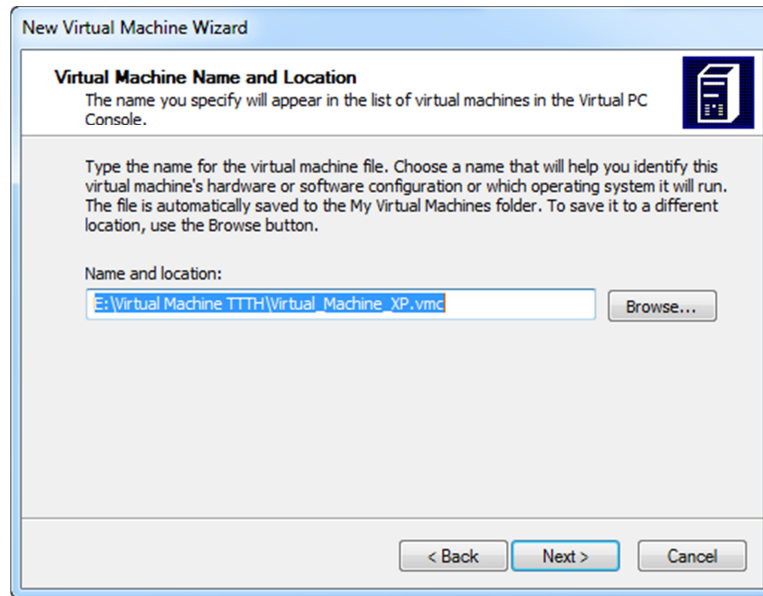 New Virtual Machine Wizard
Virtual Machine Name and Location
The name you specify will appear in the list of virtual machines in the Virtual PC
Console.
Type the name for the virtual machine file. Choose a name that will help you identify this
virtual machine's hardware or software configuration or which operating system it will run.
The file is automatically saved to the My Virtual Machines folder. To save it to a different
location, use the Browse button.
Name and location:
E:\Virtual Machine TTTH\Virtual_Machine_XP.vmc
Browse...
< Back
Next >
Cancel